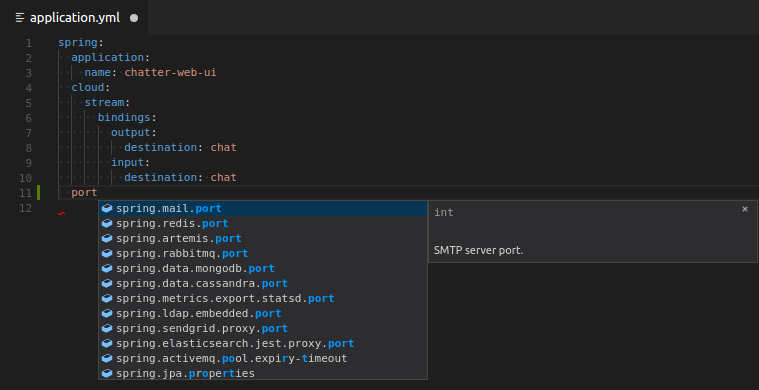 application.yml
1 spring:
2 application:
3 name: chatter-web-ui
4 cloud:
5 stream:
6 bindings:
7 output:
8 destination: chat
9 input:
10 destination: chat
11 port
12
spring.mail.port
spring.redis.port
spring.artemis.port
spring.rabbitmq.port
spring.data.mongodb.port
spring.data.cassandra.port
spring.metrics.export.statsd.port
spring.ldap.embedded.port
spring.sendgrid.proxy.port
spring.elasticsearch.jest.proxy.port
spring.activemq.pool.expiry-timeout
spring.jpa.properties
int
SMTP server port.